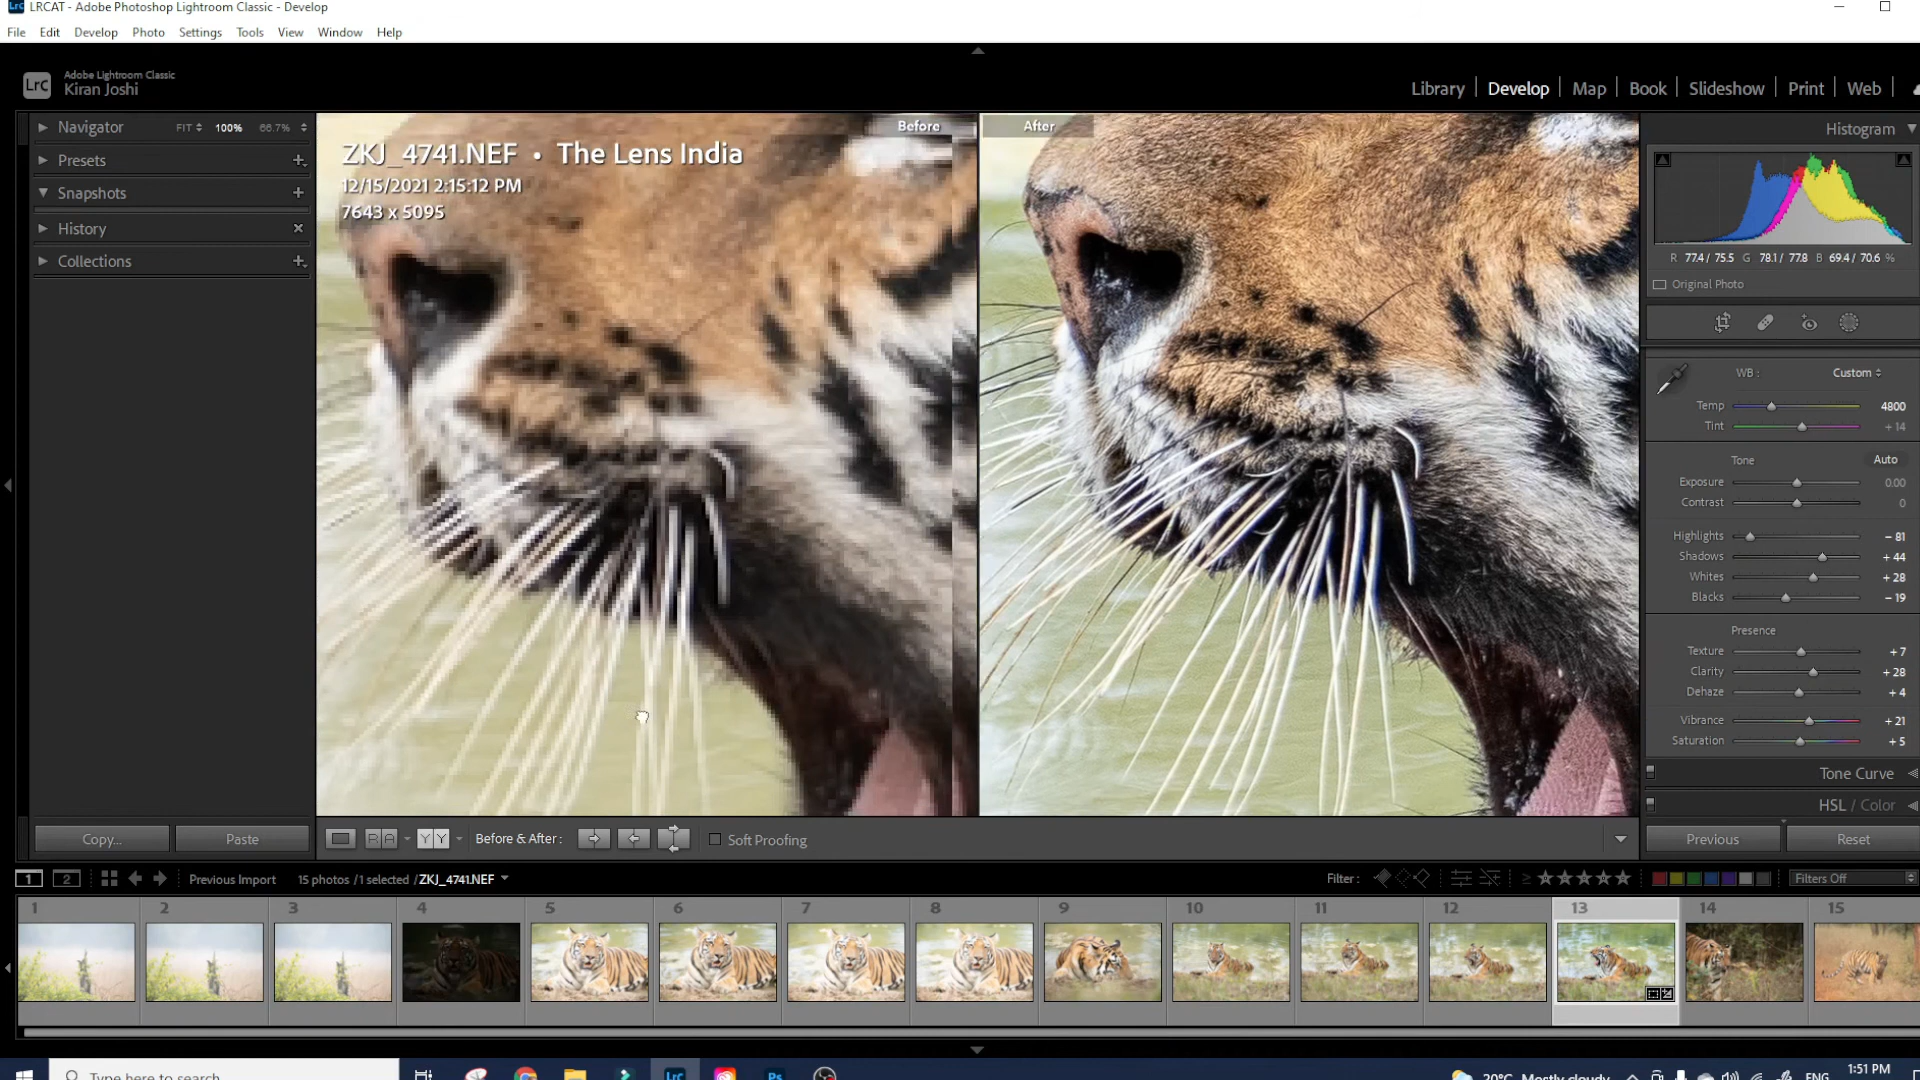 LRCAT - Adobe Photoshop Lightroom Classic - Develop
File Edit Develop Photo Settings Tools View Window Help
LrC Adobe Lightroom Classic
Kiran Joshi
Library Develop Map Book Slideshow Print Web
Navigator FIT 100% 66.7%
Presets
Snapshots
History
Collections
Before After
ZKJ_4741.NEF • The Lens India
12/15/2021 2:15:12 PM
7643 x 5095
Histogram
R 77.4 / 75.5 G 78.1 / 77.8 B 69.4 / 70.6 %
Original Photo
WB : Custom
Temp 4800
Tint + 14
Tone Auto
Exposure 0.00
Contrast 0
Highlights – 81
Shadows + 44
Whites + 28
Blacks – 19
Presence
Texture + 7
Clarity + 28
Dehaze + 4
Vibrance + 21
Saturation + 5
Tone Curve
HSL / Color
Copy... Paste
R A Y Y Before & After : Soft Proofing
Previous Reset
1 2 Previous Import 15 photos / 1 selected / ZKJ_4741.NEF
Filter : ≥ Filters Off
1 2 3 4 5 6 7 8 9 10 11 12 13 14 15
Type here to search
LrC Ps
20°C Mostly cloudy ENG
1:51 PM